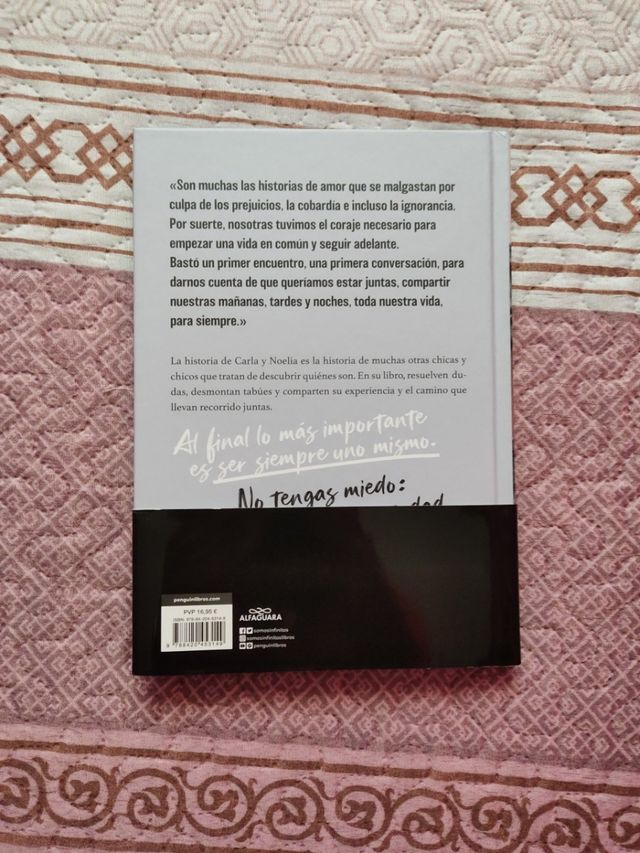 «Son muchas las historias de amor que se malgastan por
culpa de los prejuicios, la cobardía e incluso la ignorancia.
Por suerte, nosotras tuvimos el coraje necesario para
empezar una vida en común y seguir adelante.
Bastó un primer encuentro, una primera conversación, para
darnos cuenta de que queríamos estar juntas, compartir
nuestras mañanas, tardes y noches, toda nuestra vida,
para siempre.»
La historia de Carla y Noelia es la historia de muchas otras chicas y
chicos que tratan de descubrir quiénes son. En su libro, resuelven du-
das, desmontan tabúes y comparten su experiencia y el camino que
llevan recorrido juntas.
Al final lo más importante
es ser siempre uno mismo.
No tengas miedo:
penguinlibros.com
PVP 16,95 €
ALFAGUARA
somosinfinitos
somosinfinitoslibros
penguinlibros
9 788420 453149